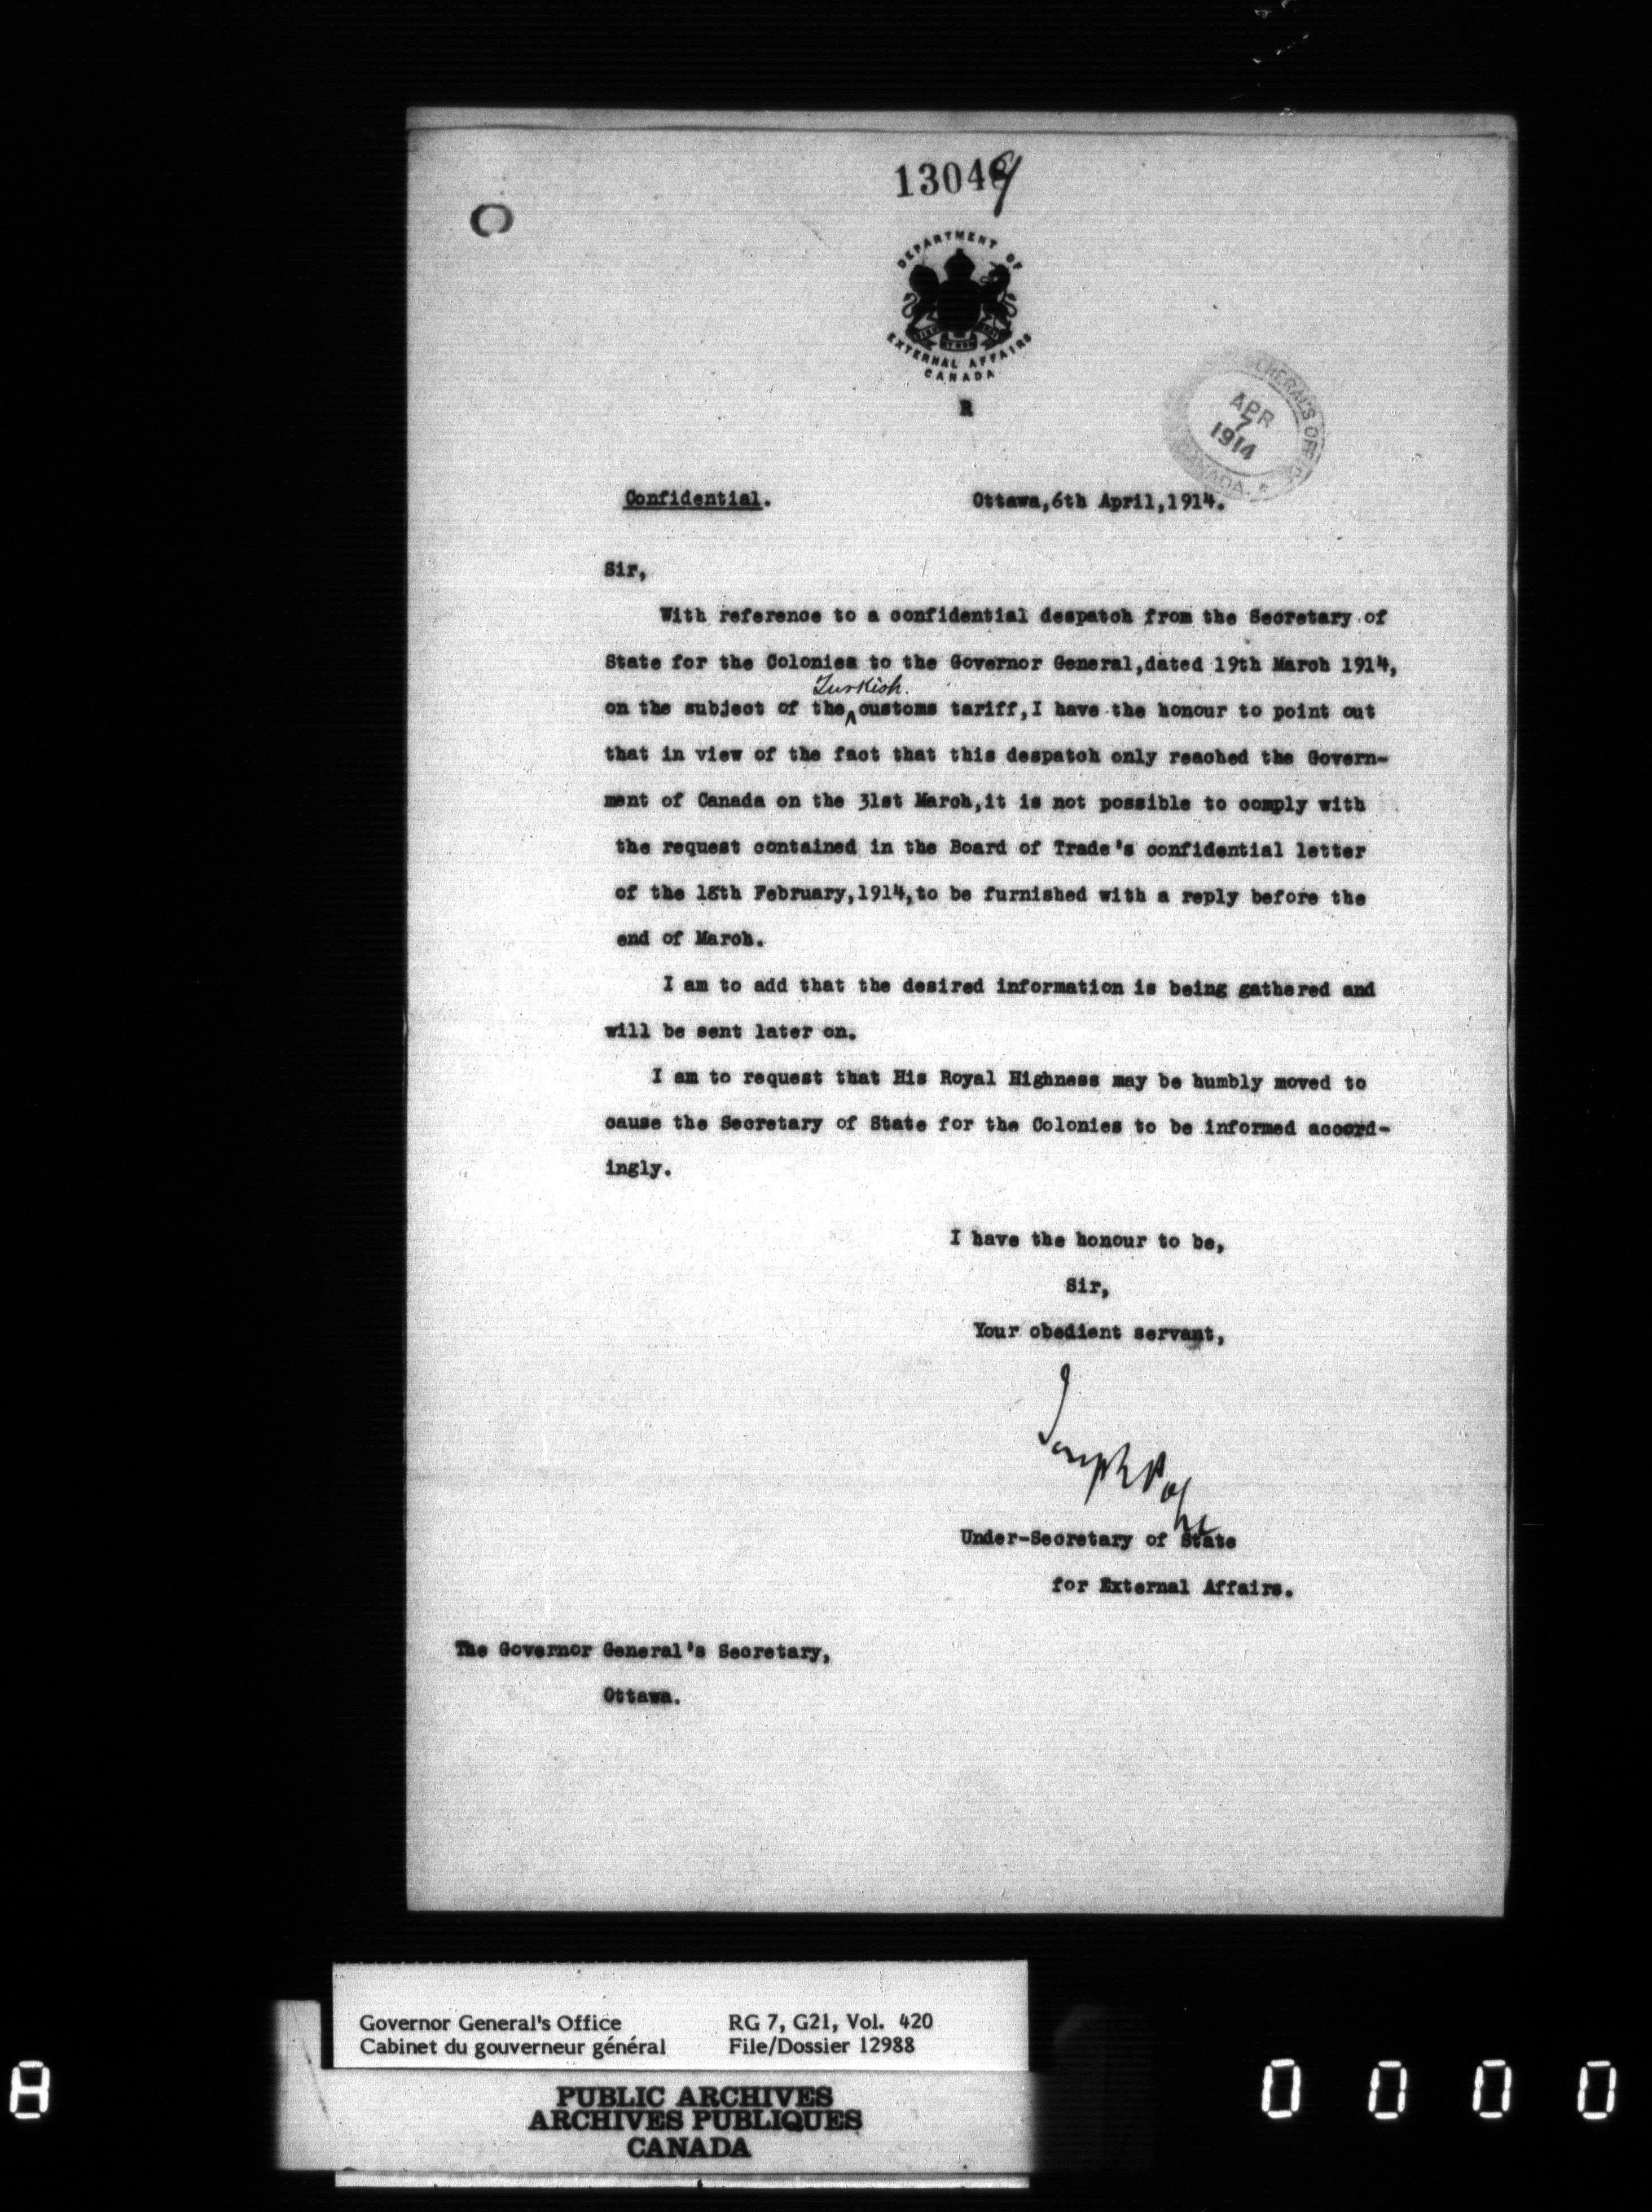 13049
DEPARTMENT OF
EXTERNAL AFFAIRS
CANADA
R
APR
7
1914
CANADA.
Confidential. Ottawa,6th April,1914.
Sir,
With reference to a confidential despatch from the Secretary of
State for the Colonies to the Governor General,dated 19th March 1914,
on the subject of the Turkish customs tariff,I have the honour to point out
that in view of the fact that this despatch only reached the Govern-
ment of Canada on the 31st March,it is not possible to comply with
the request contained in the Board of Trade's confidential letter
of the 18th February,1914,to be furnished with a reply before the
end of March.
I am to add that the desired information is being gathered and
will be sent later on.
I am to request that His Royal Highness may be humbly moved to
cause the Secretary of State for the Colonies to be informed accord-
ingly.
I have the honour to be,
Sir,
Your obedient servant,
Joseph Pope
Under-Secretary of State
for External Affairs.
The Governor General's Secretary,
Ottawa.
Governor General's Office RG 7, G21, Vol. 420
Cabinet du gouverneur général File/Dossier 12988
PUBLIC ARCHIVES
ARCHIVES PUBLIQUES
CANADA
8 0 0 0 0